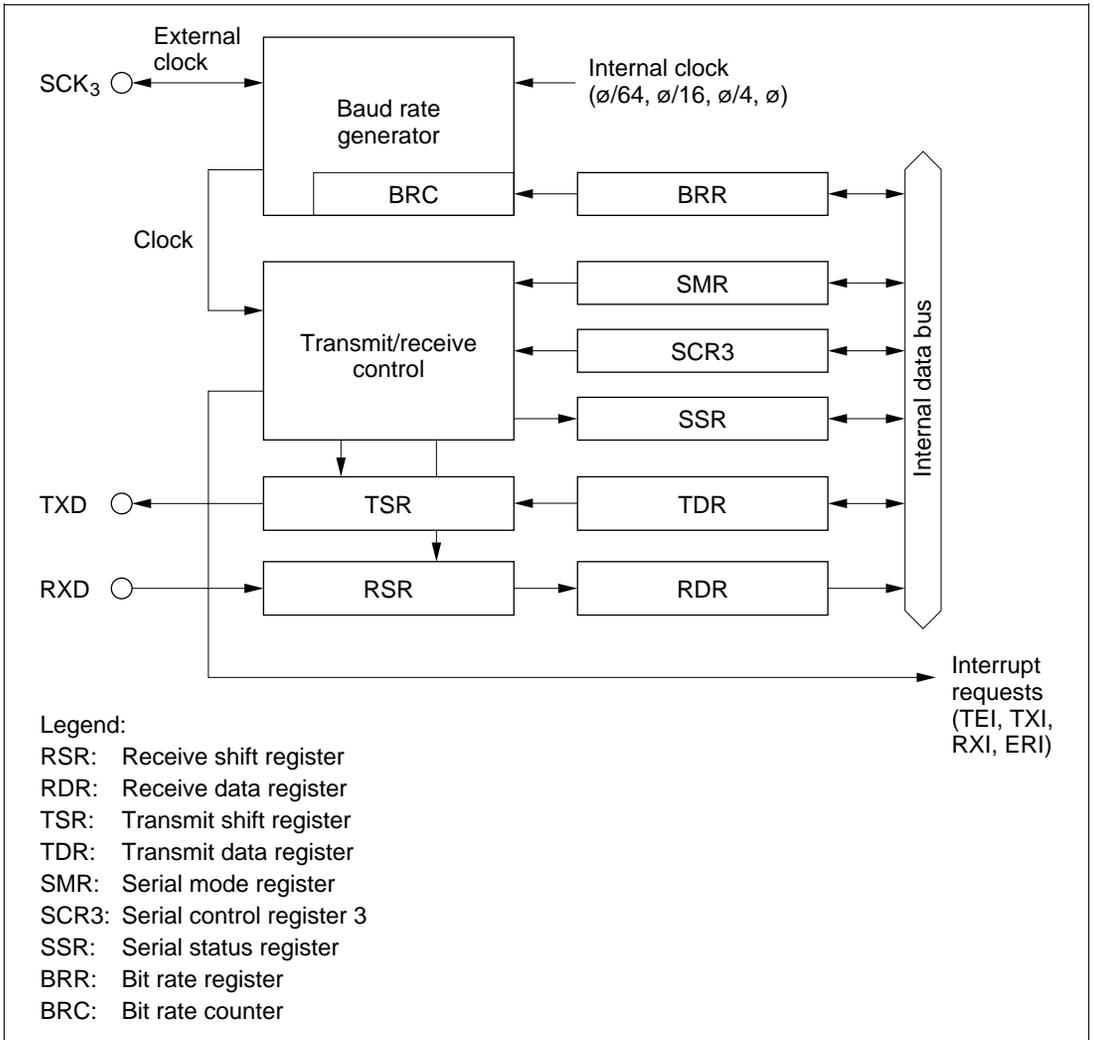 External
clock
SCK₃
Internal clock
(ø/64, ø/16, ø/4, ø)
Baud rate
generator
BRC
BRR
Clock
SMR
Transmit/receive
control
SCR3
SSR
Internal data bus
TXD
TSR
TDR
RXD
RSR
RDR
Interrupt
requests
(TEI, TXI,
RXI, ERI)
Legend:
RSR: Receive shift register
RDR: Receive data register
TSR: Transmit shift register
TDR: Transmit data register
SMR: Serial mode register
SCR3: Serial control register 3
SSR: Serial status register
BRR: Bit rate register
BRC: Bit rate counter